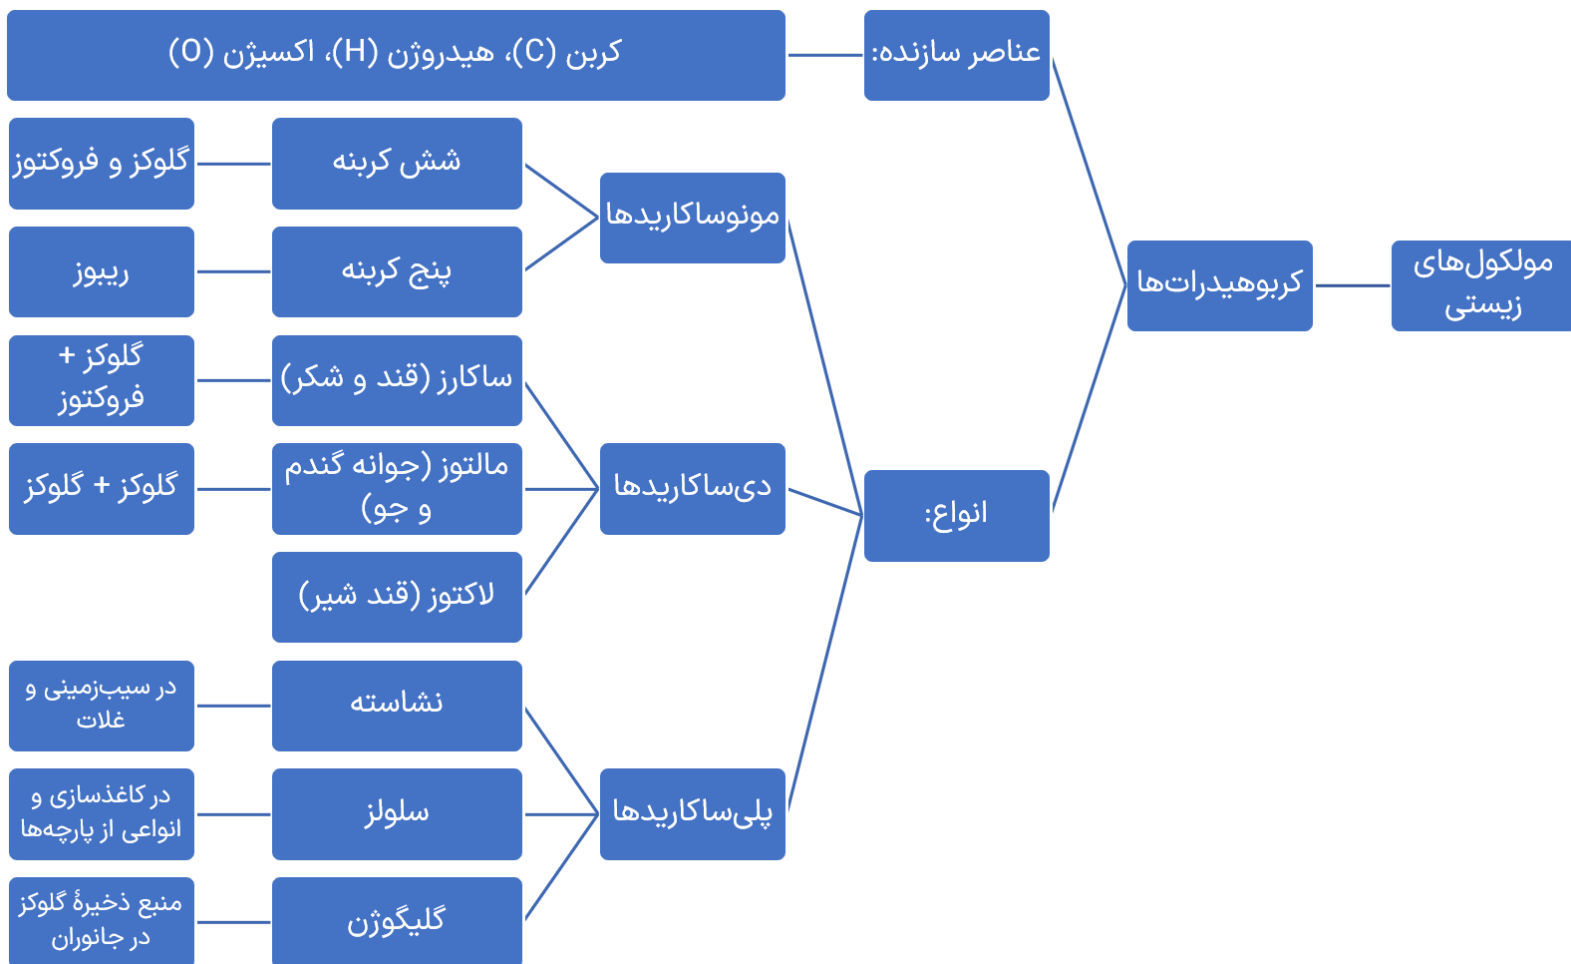 مولکول‌های
زیستی
کربوهیدرات‌ها
عناصر سازنده:
کربن (C)، هیدروژن (H)، اکسیژن (O)
انواع:
مونوساکاریدها
شش کربنه
گلوکز و فروکتوز
پنج کربنه
ریبوز
دی‌ساکاریدها
ساکارز (قند و شکر)
گلوکز +
فروکتوز
مالتوز (جوانه گندم
و جو)
گلوکز + گلوکز
لاکتوز (قند شیر)
پلی‌ساکاریدها
نشاسته
در سیب‌زمینی و
غلات
سلولز
در کاغذسازی و
انواعی از پارچه‌ها
گلیگوژن
منبع ذخیرهٔ گلوکز
در جانوران